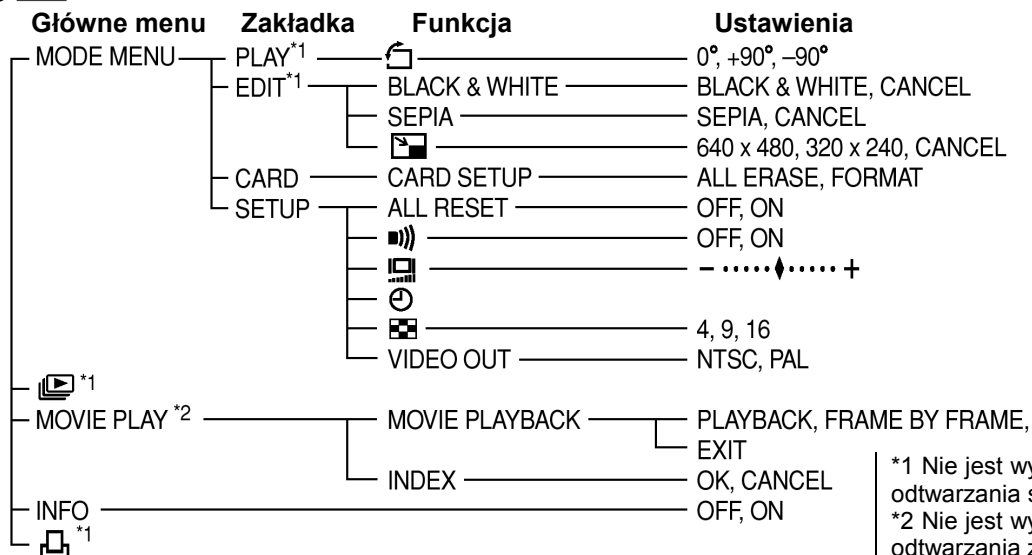 Główne menu Zakładka Funkcja Ustawienia
MODE MENU PLAY*1 0°, +90°, –90°
EDIT*1 BLACK & WHITE BLACK & WHITE, CANCEL
SEPIA SEPIA, CANCEL
640 x 480, 320 x 240, CANCEL
CARD CARD SETUP ALL ERASE, FORMAT
SETUP ALL RESET OFF, ON
OFF, ON
– +
4, 9, 16
VIDEO OUT NTSC, PAL
*1
MOVIE PLAY *2 MOVIE PLAYBACK PLAYBACK, FRAME BY FRAME,
EXIT
INDEX OK, CANCEL
INFO OFF, ON
*1
*1 Nie jest
odtwarzania
*2 Nie jest
odtwarzania